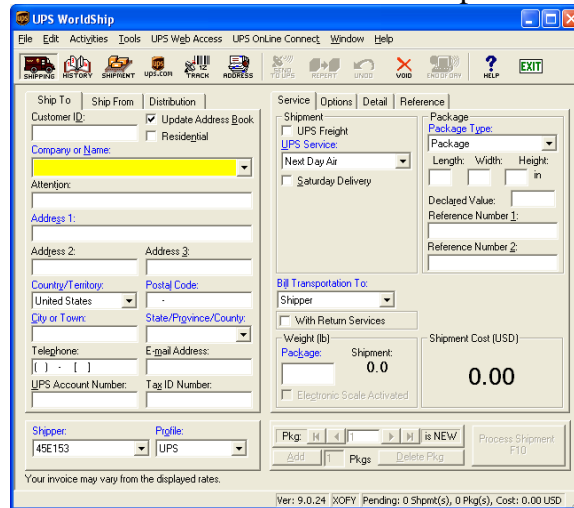 UPS WorldShip
File Edit Activities Tools UPS Web Access UPS OnLine Connect Window Help
SHIPPING HISTORY SHIPMENT UPS.COM TRACK ADDRESS SEND TO UPS REPEAT UNDO VOID END OF DAY HELP EXIT
Ship To Ship From Distribution
Customer ID:
Update Address Book
Residential
Company or Name:
Attention:
Address 1:
Address 2: Address 3:
Country/Territory: Postal Code:
United States -
City or Town: State/Province/County:
Telephone: E-mail Address:
( ) - [ ]
UPS Account Number: Tax ID Number:
Shipper: Profile:
45E153 UPS
Your invoice may vary from the displayed rates.
Service Options Detail Reference
Shipment
UPS Freight
UPS Service:
Next Day Air
Saturday Delivery
Package
Package Type:
Package
Length: Width: Height:
in
Declared Value:
Reference Number 1:
Reference Number 2:
Bill Transportation To:
Shipper
With Return Services
Weight (lb)
Package: Shipment:
0.0
Electronic Scale Activated
Shipment Cost (USD)
0.00
Pkg: 1 is NEW
Add 1 Pkgs Delete Pkg
Process Shipment
F10
Ver: 9.0.24 XOFY Pending: 0 Shpmt(s), 0 Pkg(s), Cost: 0.00 USD